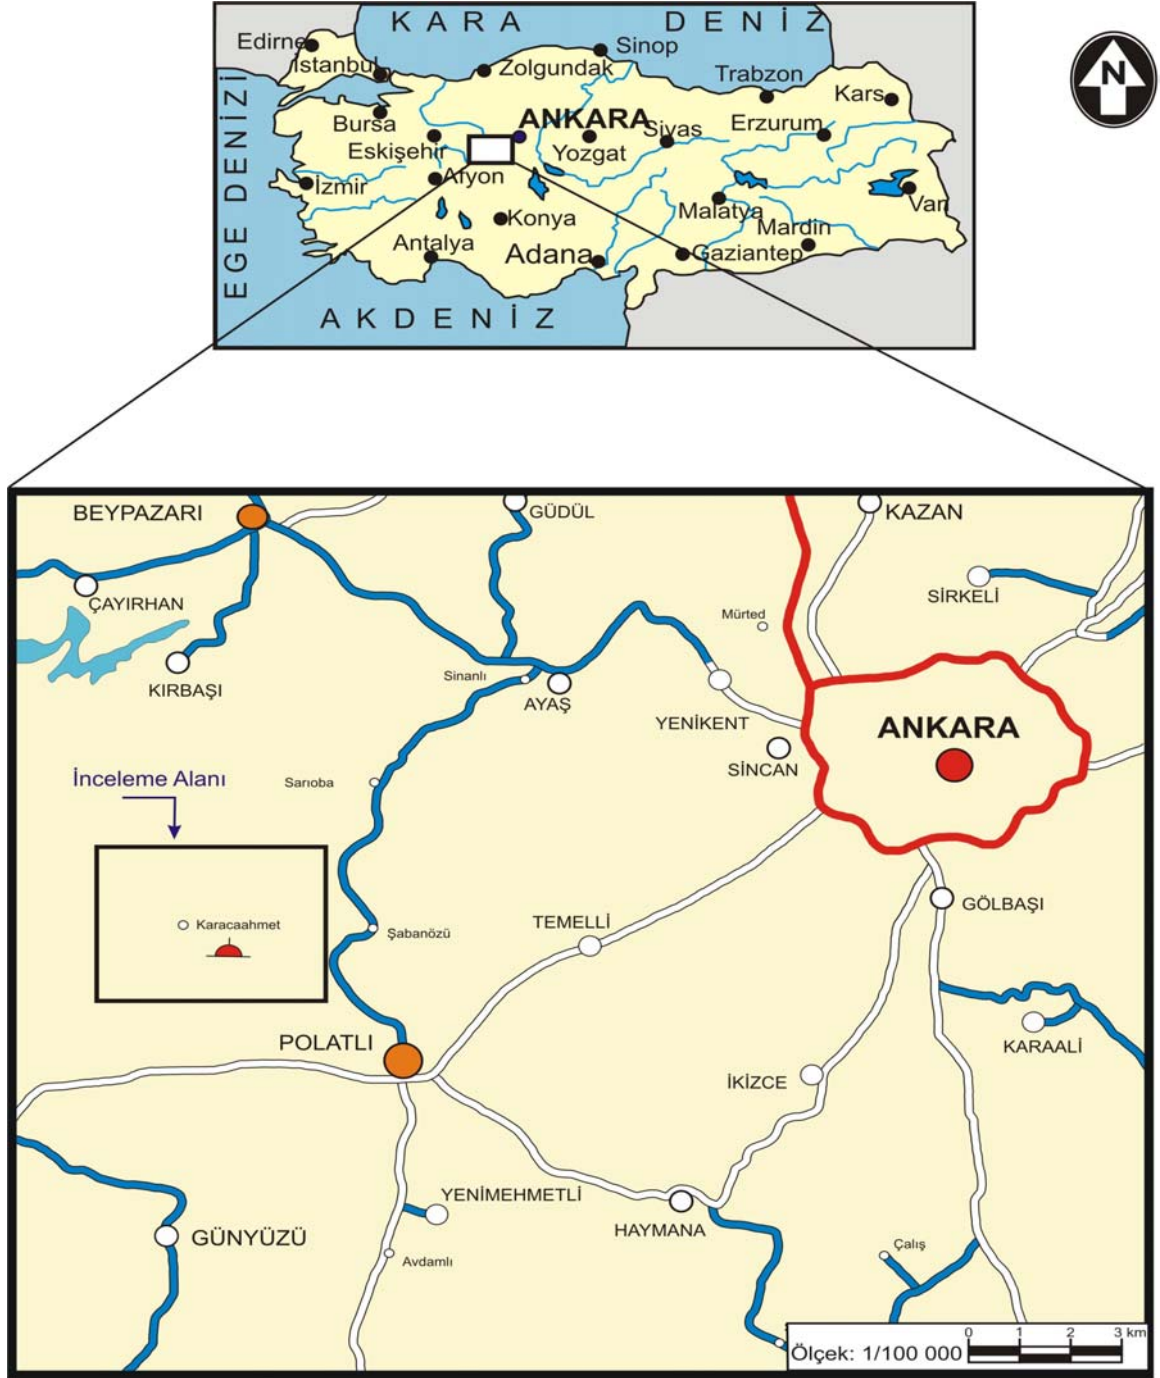 KARA DENİZ
N
Edirne
Sinop
İstanbul
Zolgundak
Trabzon
Kars
Bursa
ANKARA
Sivas
Erzurum
Eskişehir
Yozgat
EGE DENİZİ
İzmir
Afyon
Van
Malatya
Konya
Mardin
Antalya
Adana
Gaziantep
AKDENİZ
BEYPAZARI
GÜDÜL
KAZAN
ÇAYIRHAN
SİRKELİ
Mürted
KIRBAŞI
Sinanlı
AYAŞ
YENİKENT
ANKARA
SİNCAN
İnceleme Alanı
Sarıoba
Karacaahmet
Şabanözü
TEMELLİ
GÖLBAŞI
POLATLI
KARAALİ
İKİZCE
YENİMEHMETLİ
HAYMANA
GÜNYÜZÜ
Avdamlı
Çalış
0 1 2 3 km
Ölçek: 1/100 000